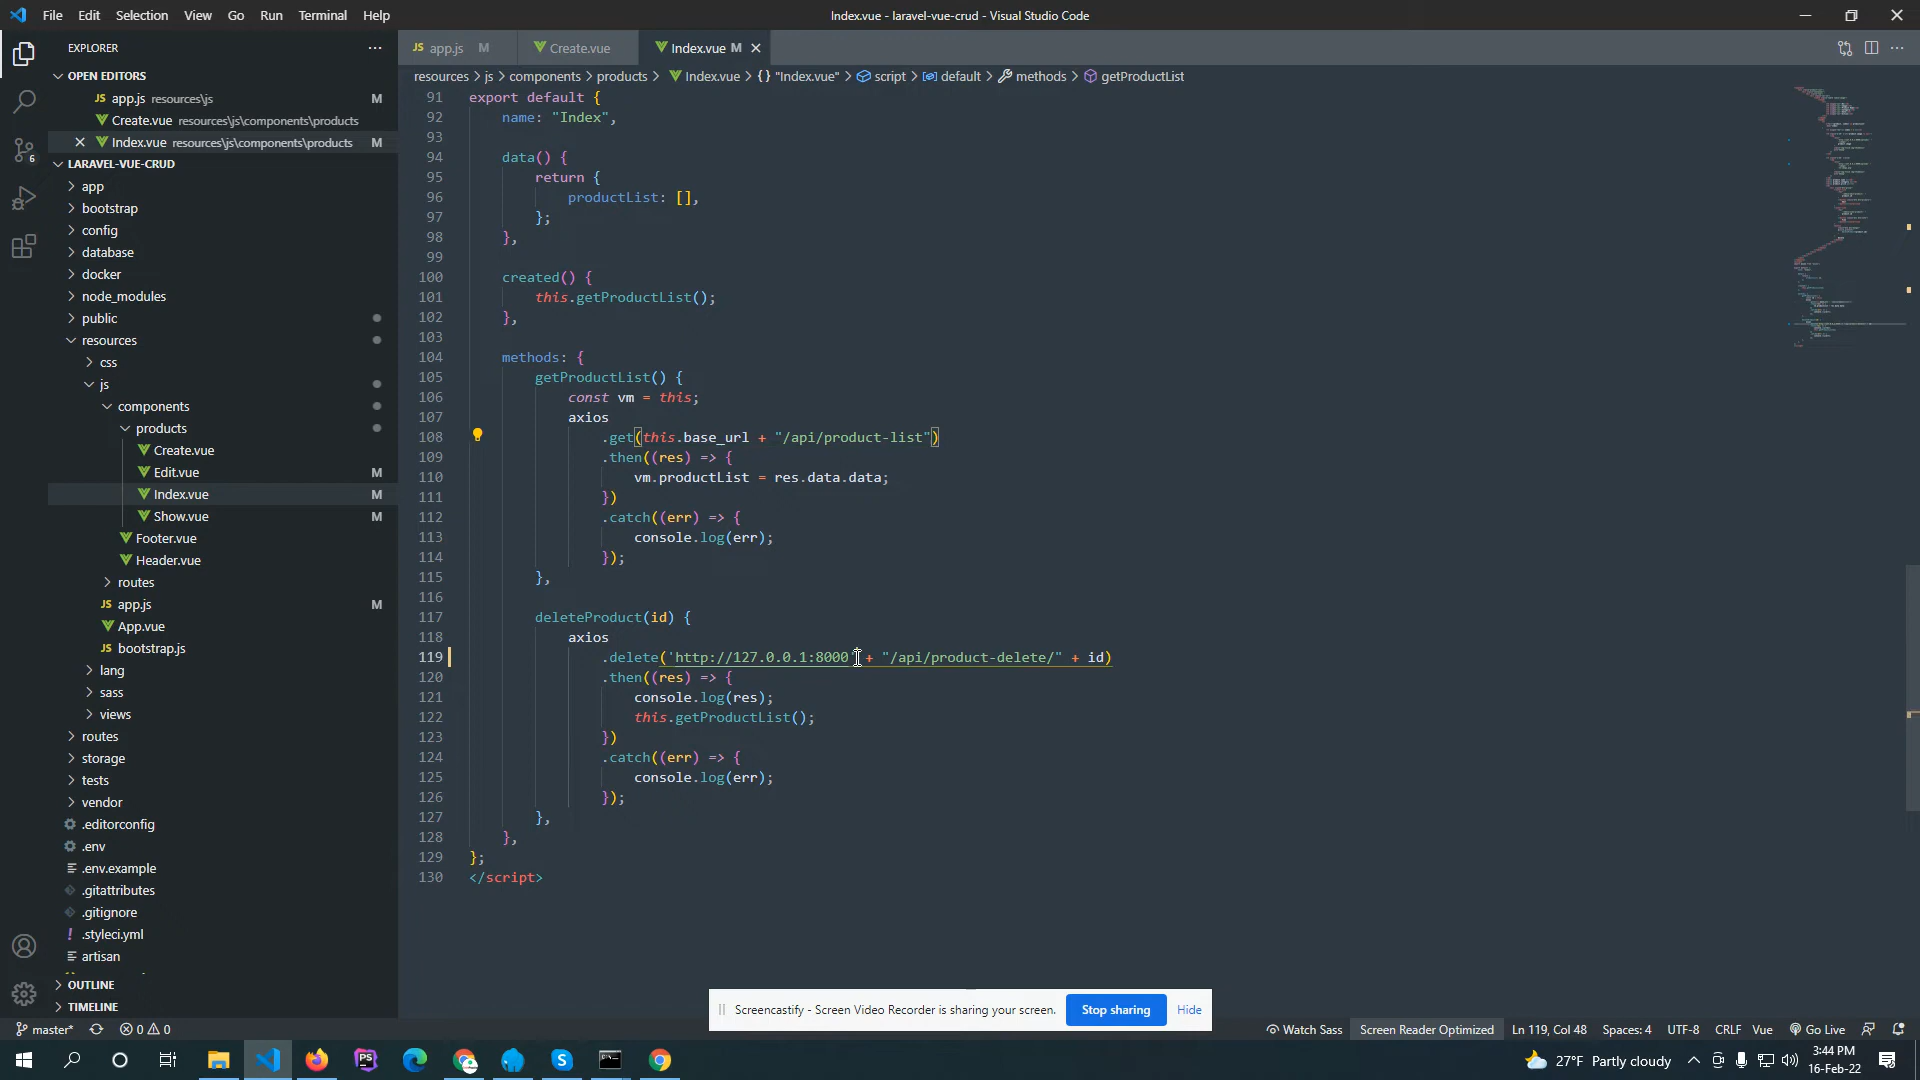 File Edit Selection View Go Run Terminal Help
Index.vue - laravel-vue-crud - Visual Studio Code
EXPLORER
OPEN EDITORS
JS app.js resources\js M
Create.vue resources\js\components\products
Index.vue resources\js\components\products M
LARAVEL-VUE-CRUD
app
bootstrap
config
database
docker
node_modules
public
resources
css
js
components
products
Create.vue
Edit.vue M
Index.vue M
Show.vue M
Footer.vue
Header.vue
routes
JS app.js M
App.vue
JS bootstrap.js
lang
sass
views
routes
storage
tests
vendor
.editorconfig
.env
.env.example
.gitattributes
.gitignore
! .styleci.yml
artisan
OUTLINE
TIMELINE
6
JS app.js M
Create.vue
Index.vue M
resources > js > components > products > Index.vue > {} "Index.vue" > script > default > methods > getProductList
91 export default {
92 name: "Index",
93
94 data() {
95 return {
96 productList: [],
97 };
98 },
99
100 created() {
101 this.getProductList();
102 },
103
104 methods: {
105 getProductList() {
106 const vm = this;
107 axios
108 .get(this.base_url + "/api/product-list")
109 .then((res) => {
110 vm.productList = res.data.data;
111 })
112 .catch((err) => {
113 console.log(err);
114 });
115 },
116
117 deleteProduct(id) {
118 axios
119 .delete('http://127.0.0.1:8000' + "/api/product-delete/" + id)
120 .then((res) => {
121 console.log(res);
122 this.getProductList();
123 })
124 .catch((err) => {
125 console.log(err);
126 });
127 },
128 },
129 };
130 </script>
Screencastify - Screen Video Recorder is sharing your screen. Stop sharing Hide
master* 0 0
Watch Sass Screen Reader Optimized Ln 119, Col 48 Spaces: 4 UTF-8 CRLF Vue Go Live
PS
27°F Partly cloudy
3:44 PM
16-Feb-22